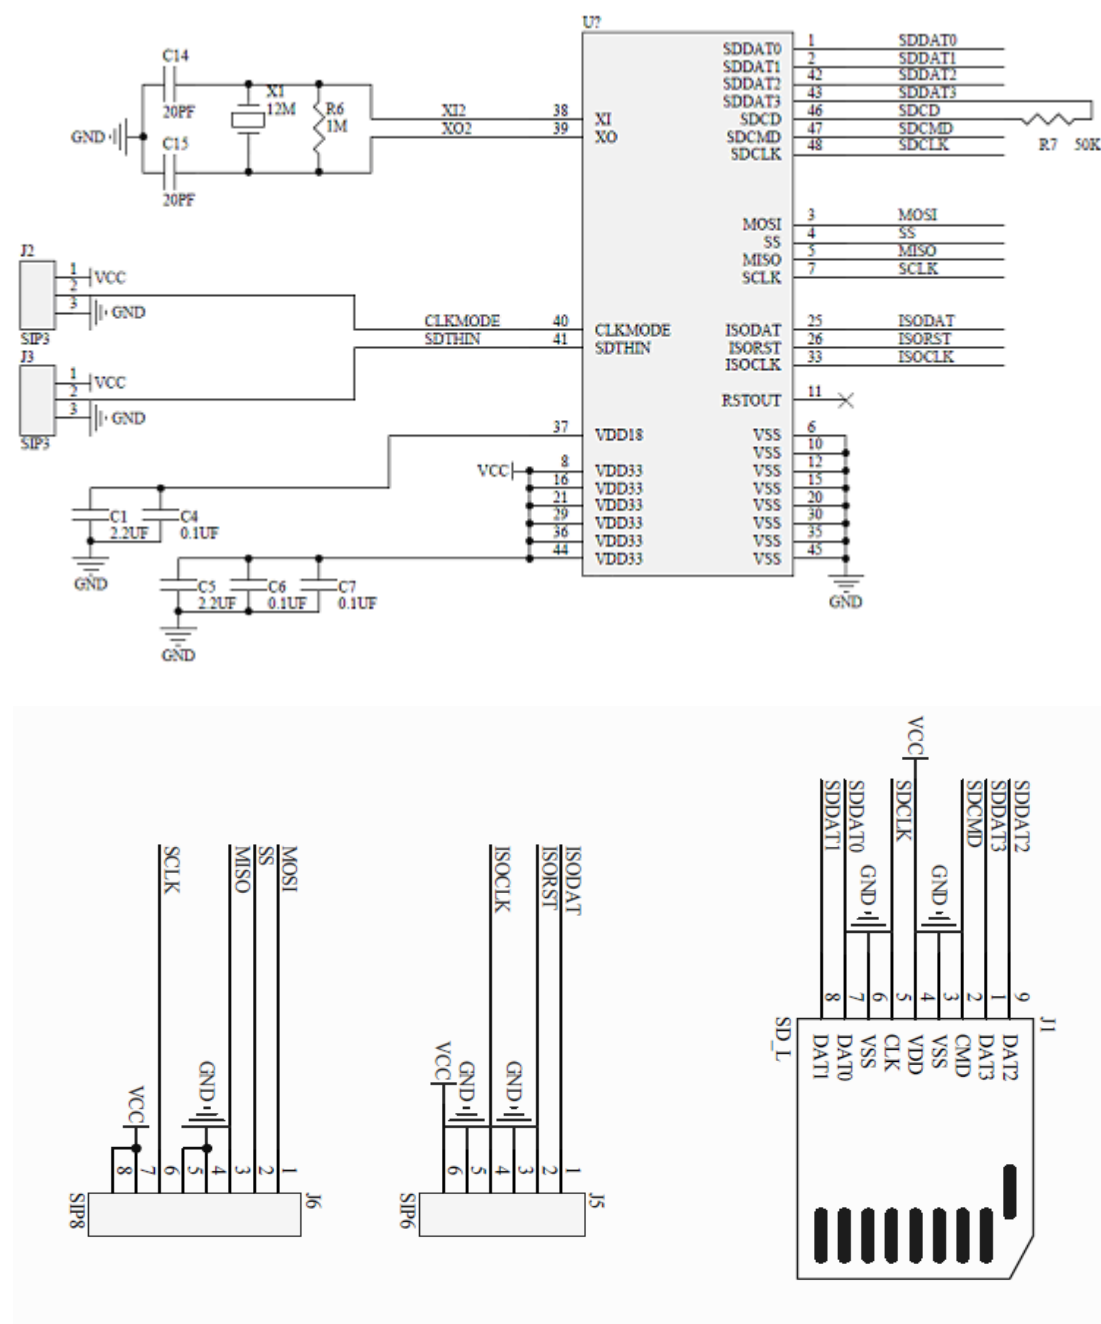 U?
C14
20PF
GND
C15
20PF
X1
12M
R6
1M
XI2 38 XI
XO2 39 XO
SDDAT0 1 SDDAT0
SDDAT1 2 SDDAT1
SDDAT2 42 SDDAT2
SDDAT3 43 SDDAT3
SDCD 46 SDCD
SDCMD 47 SDCMD
SDCLK 48 SDCLK
R7 50K
MOSI 3 MOSI
SS 4 SS
MISO 5 MISO
SCLK 7 SCLK
J2
1 VCC
2
3 GND
SIP3
J3
1 VCC
2
3 GND
SIP3
CLKMODE 40 CLKMODE
SDTHIN 41 SDTHIN
ISODAT 25 ISODAT
ISORST 26 ISORST
ISOCLK 33 ISOCLK
RSTOUT 11
37 VDD18
VCC 8 VDD33
16 VDD33
21 VDD33
29 VDD33
36 VDD33
44 VDD33
VSS 6
VSS 10
VSS 12
VSS 15
VSS 20
VSS 30
VSS 35
VSS 45
GND
C1
2.2UF
C4
0.1UF
GND
C5
2.2UF
C6
0.1UF
C7
0.1UF
GND
SCLK
MISO
SS
MOSI
VCC
GND
8 7 6 5 4 3 2 1
SIP8
J6
ISOCLK
ISORST
ISODAT
VCC
GND
GND
6 5 4 3 2 1
SIP6
J5
VCC
SDDAT1
SDDAT0
SDCLK
SDCMD
SDDAT3
SDDAT2
GND
GND
8 7 6 5 4 3 2 1 9
SD_L
J1
DAT1
DAT0
VSS
CLK
VDD
VSS
CMD
DAT3
DAT2